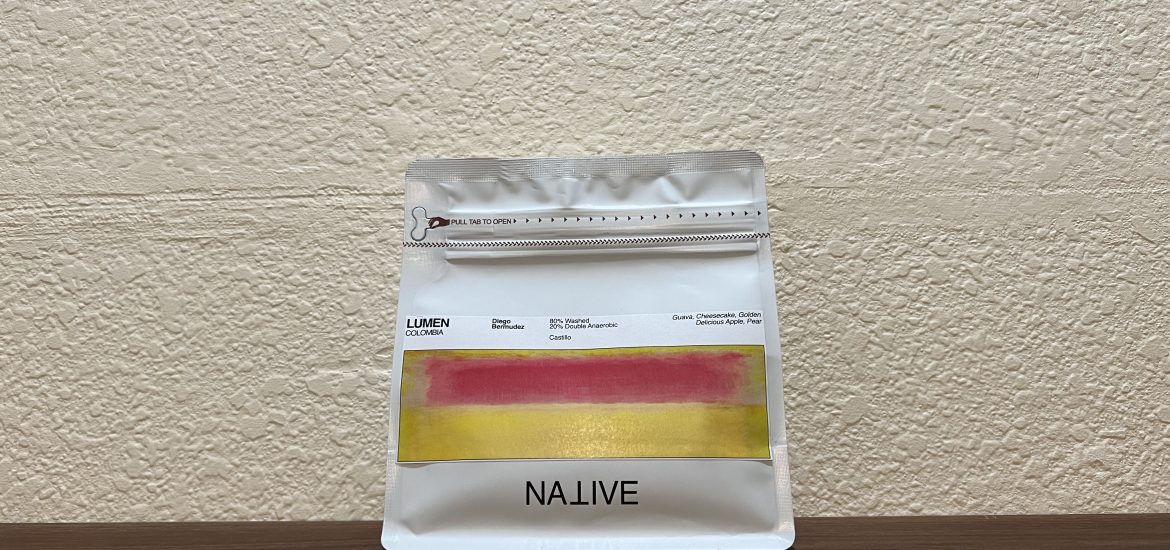 PULL TAB TO OPEN
LUMEN
COLOMBIA
Diego
Bermudez
80% Washed
20% Double Anaerobic
Castillo
Guava, Cheesecake, Golden
Delicious Apple, Pear
NATIVE